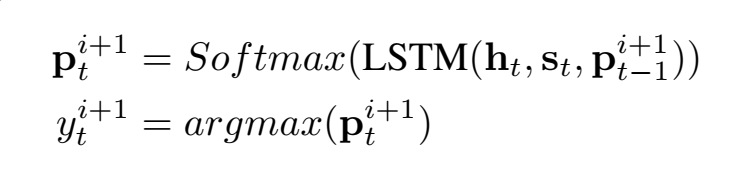 p_t^{i+1} = Softmax(LSTM(h_t, s_t, p_{t-1}^{i+1}))
y_t^{i+1} = argmax(p_t^{i+1})